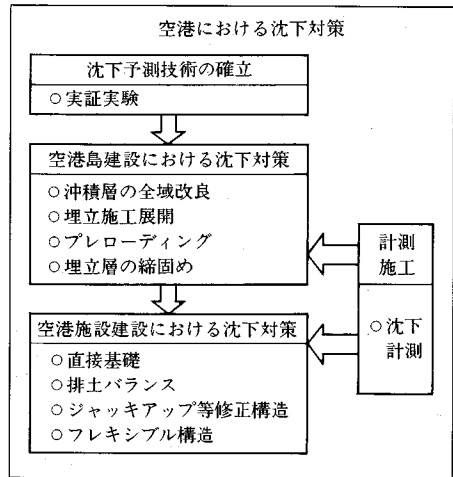 空港における沈下対策
沈下予測技術の確立
○実証実験
空港島建設における沈下対策
○沖積層の全域改良
○埋立施工展開
○プレローディング
○埋立層の締固め
計測
施工
○沈下
計測
空港施設建設における沈下対策
○直接基礎
○排土バランス
○ジャッキアップ等修正構造
○フレキシブル構造